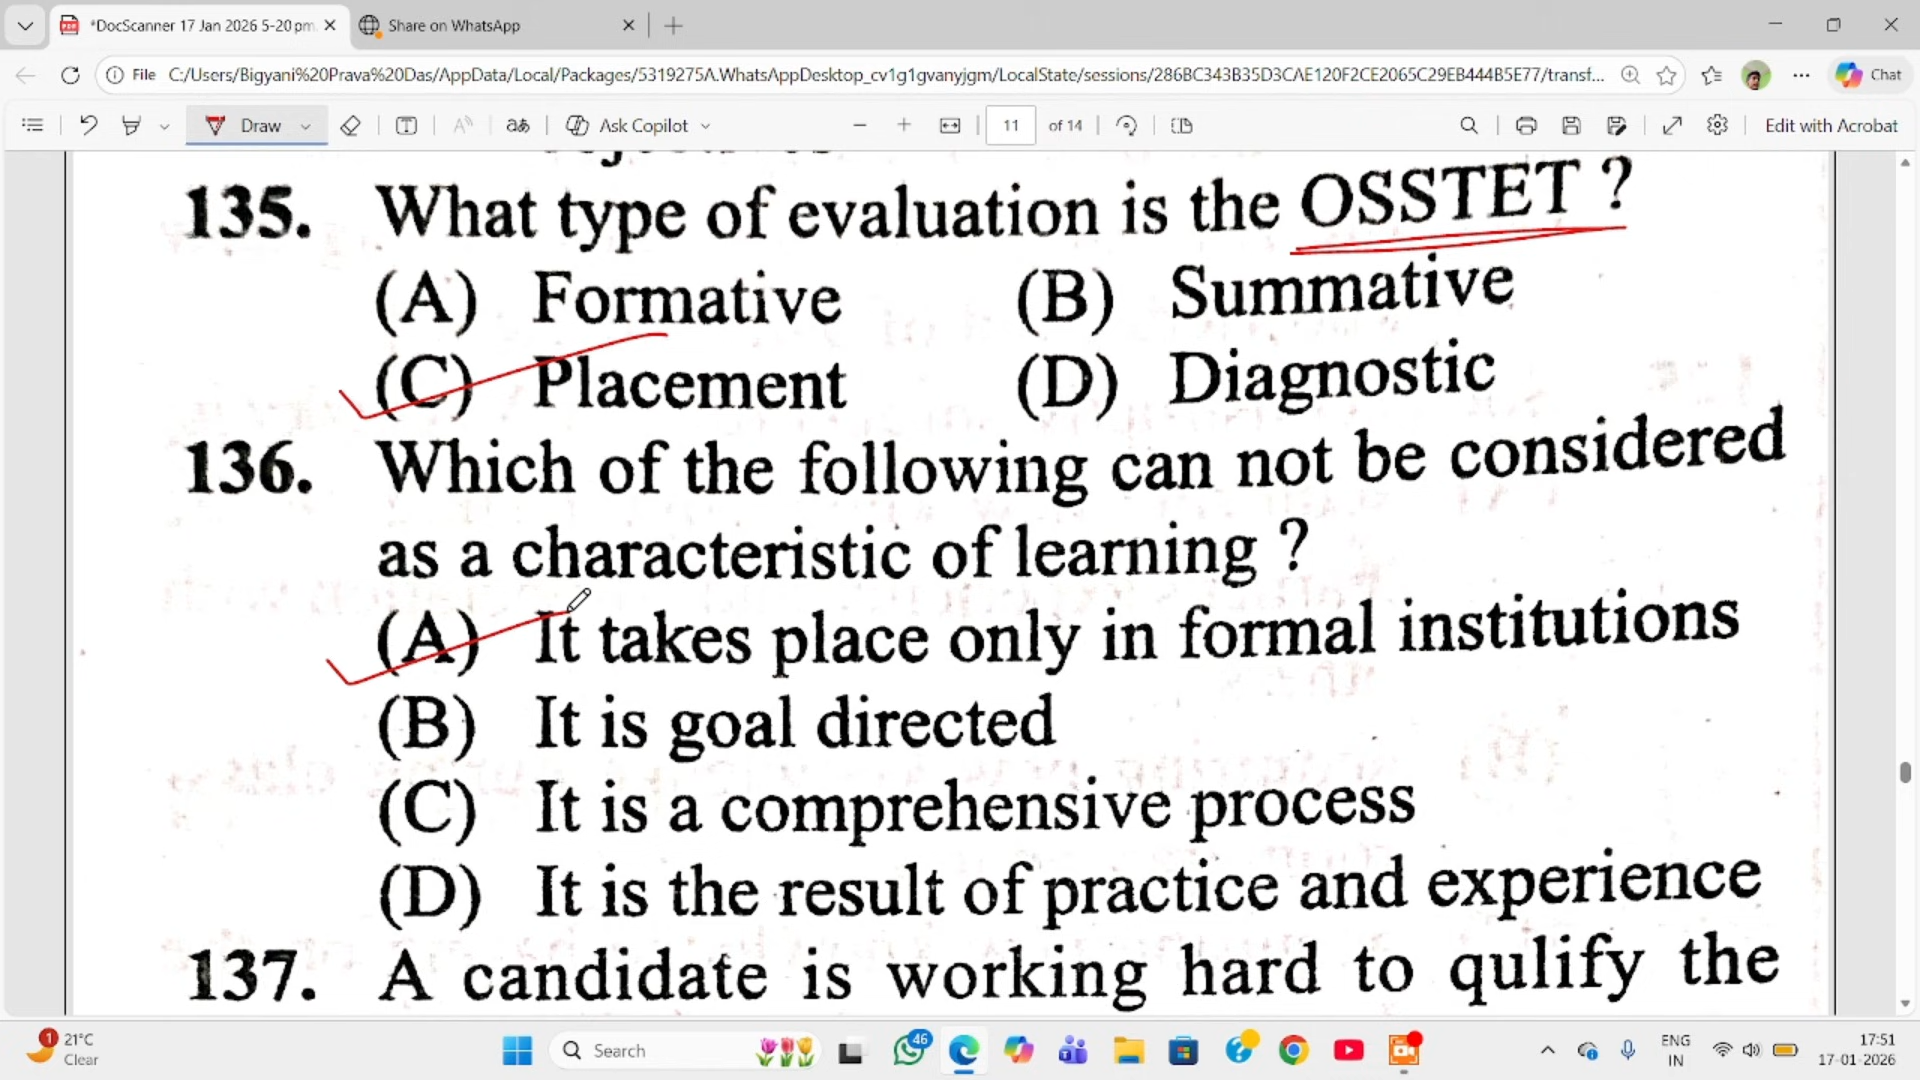 *DocScanner 17 Jan 2026 5-20 pm
Share on WhatsApp
File C:/Users/Bigyani%20Prava%20Das/AppData/Local/Packages/5319275A.WhatsAppDesktop_cv1g1gvanyjgm/LocalState/sessions/286BC343B35D3CAE120F2CE2065C29EB444B5E77/transf...
Chat
Draw
Ask Copilot
11 of 14
Edit with Acrobat
135. What type of evaluation is the OSSTET ?
(A) Formative (B) Summative
(C) Placement (D) Diagnostic
136. Which of the following can not be considered
as a characteristic of learning ?
(A) It takes place only in formal institutions
(B) It is goal directed
(C) It is a comprehensive process
(D) It is the result of practice and experience
137. A candidate is working hard to qulify the
1
21°C
Clear
Search
46
ENG
IN
17:51
17-01-2026